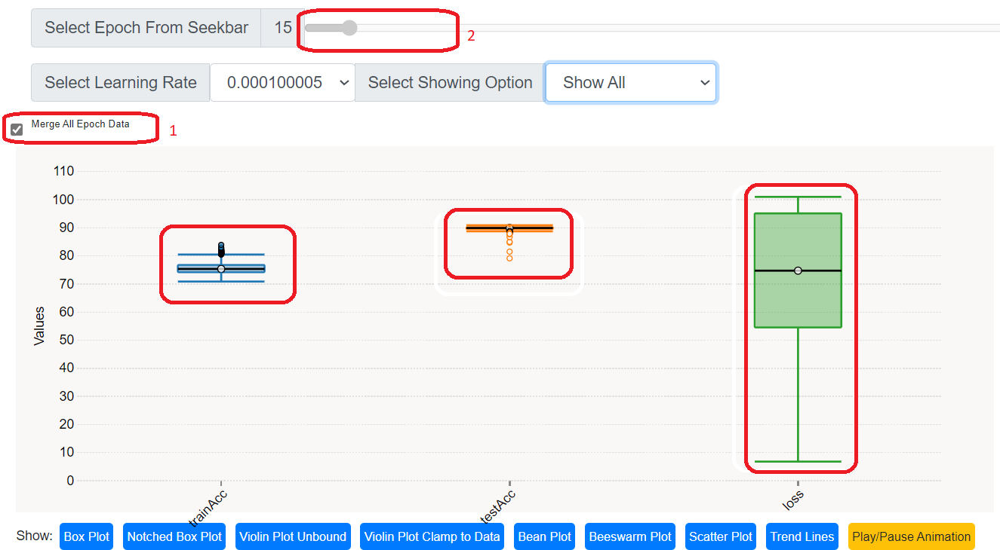 Select Epoch From Seekbar 15
2
Select Learning Rate 0.000100005 Select Showing Option Show All
Merge All Epoch Data
1
110
100
90
80
70
60
50
40
30
20
10
0
Values
trainAcc testAcc loss
Show: Box Plot Notched Box Plot Violin Plot Unbound Violin Plot Clamp to Data Bean Plot Beeswarm Plot Scatter Plot Trend Lines Play/Pause Animation